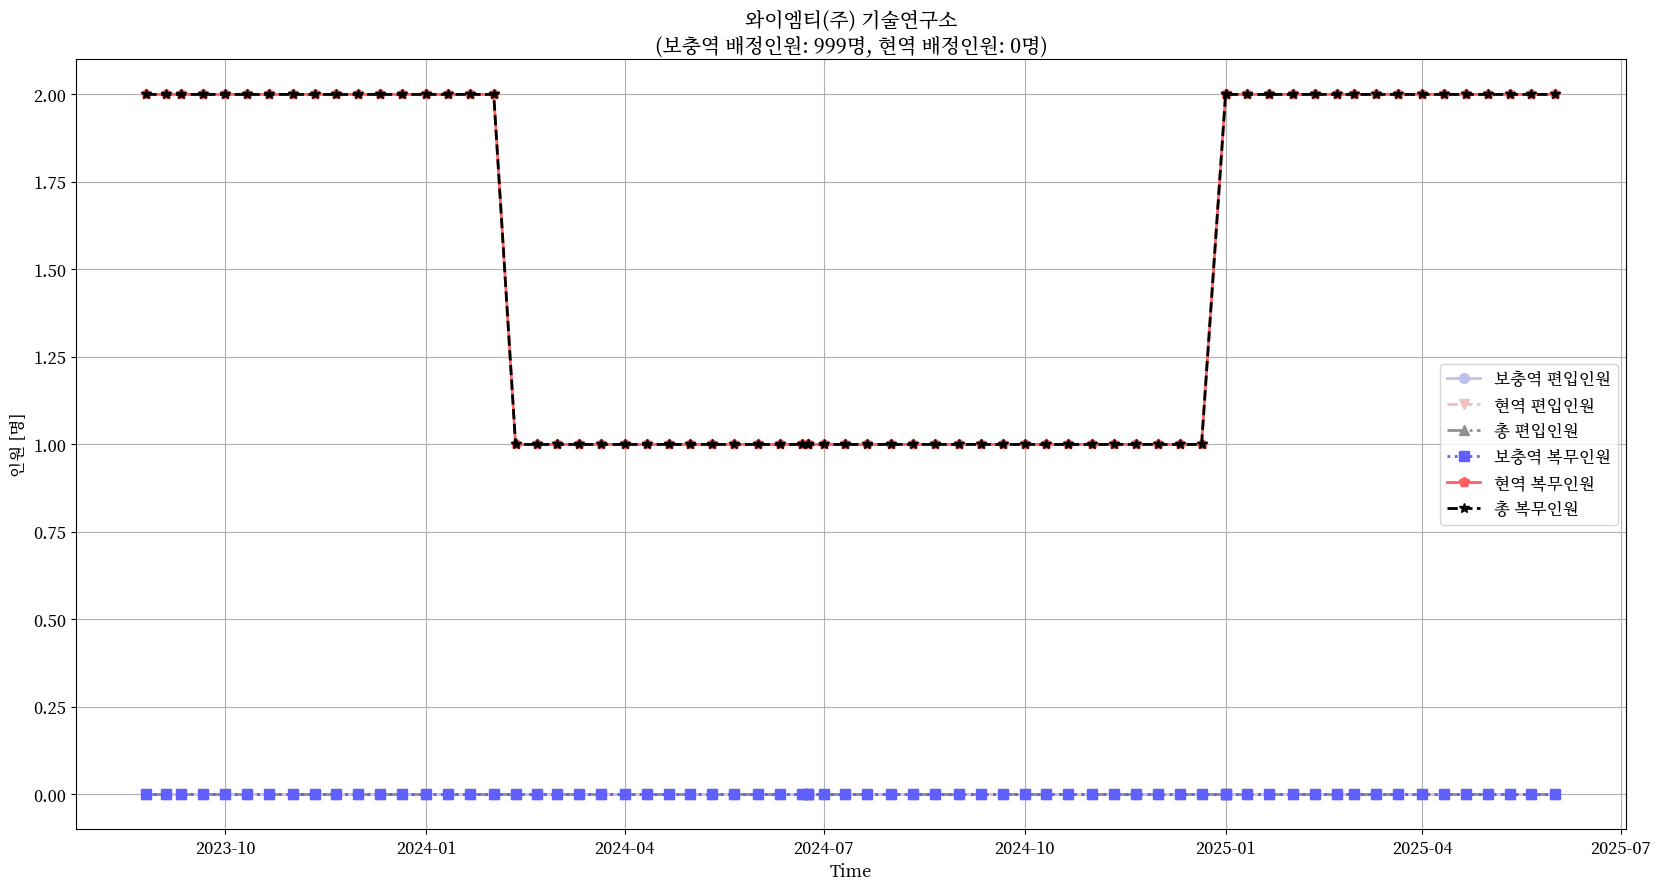 와이엠티(주) 기술연구소
(보충역 배정인원: 999명, 현역 배정인원: 0명)
2.00
1.75
1.50
1.25
1.00
0.75
0.50
0.25
0.00
인원 [명]
보충역 편입인원
현역 편입인원
총 편입인원
보충역 복무인원
현역 복무인원
총 복무인원
2023-10
2024-01
2024-04
2024-07
2024-10
2025-01
2025-04
2025-07
Time